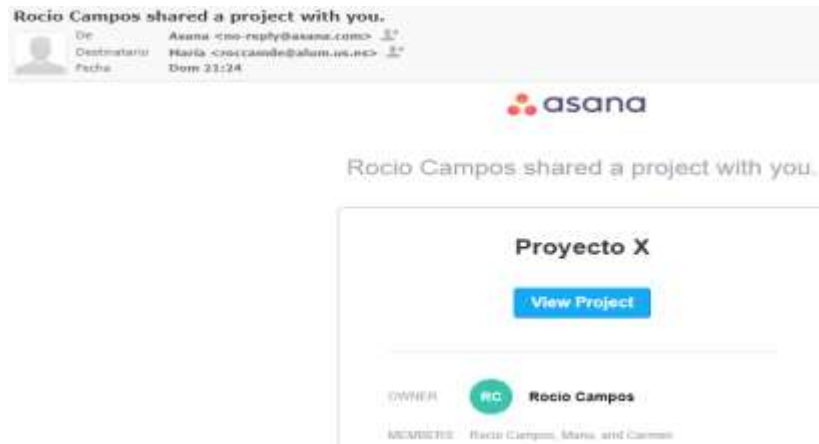 Rocio Campos shared a project with you.
De Asana <no-reply@asana.com>
Destinatario María
Fecha Dom 21:24
asana
Rocio Campos shared a project with you.
Proyecto X
View Project
OWNER RC Rocio Campos
MEMBERS Rocio Campos, Maria, and Carmen